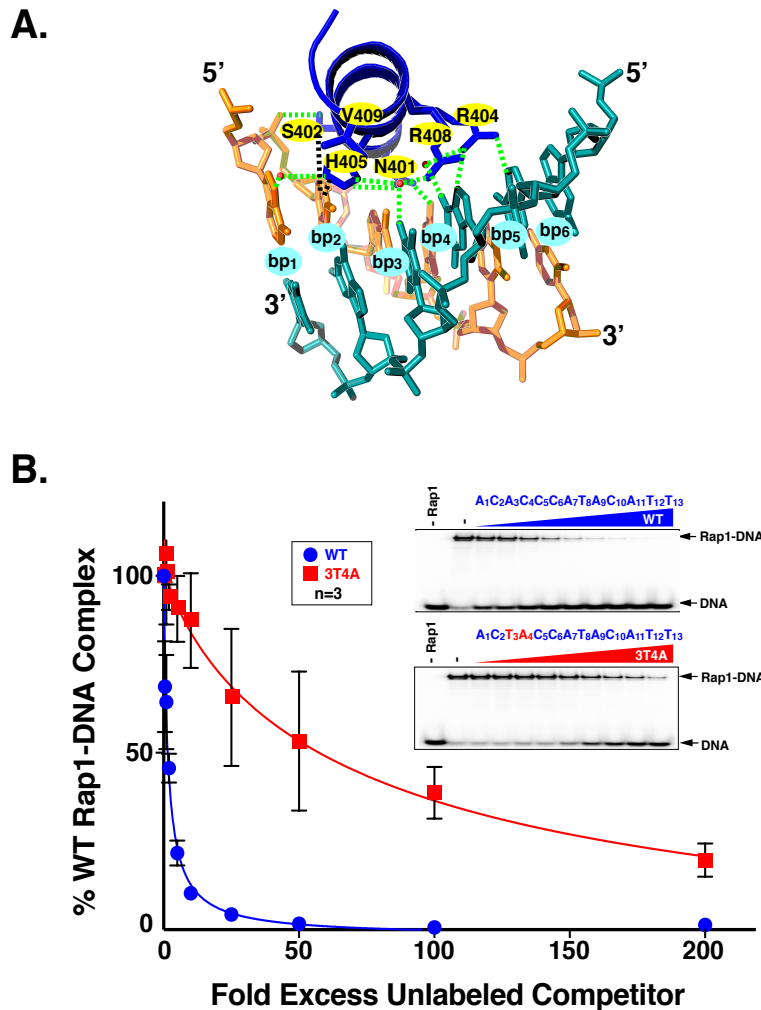 A.
5’
5’
V409
R404
S402
R408
H405
N401
bp1
bp2
bp3
bp4
bp5
bp6
3’
3’
B.
% WT Rap1-DNA Complex
100
50
0
0
50
100
150
200
Fold Excess Unlabeled Competitor
WT
3T4A
n=3
- Rap1
-
A1C2A3C4C5C6A7T8A9C10A11T12T13
WT
Rap1-DNA
DNA
- Rap1
-
A1C2T3A4C5C6A7T8A9C10A11T12T13
3T4A
Rap1-DNA
DNA